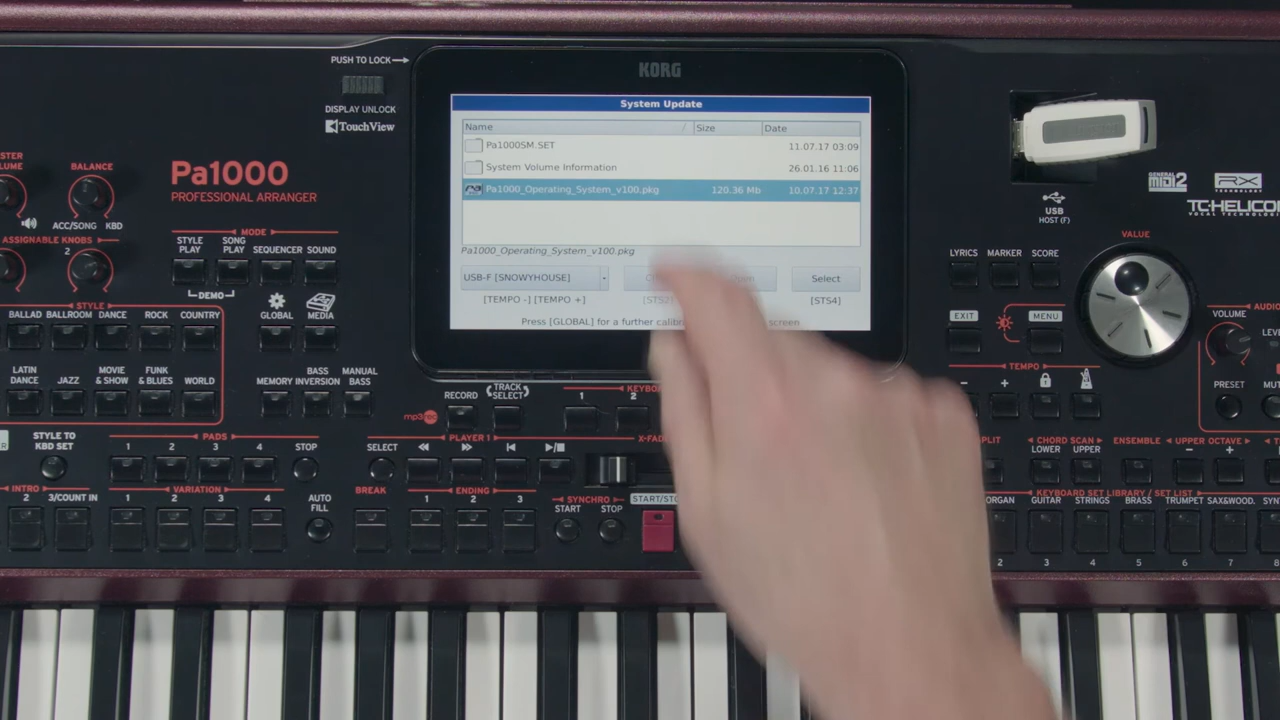 PUSH TO LOCK
DISPLAY UNLOCK
TouchView
KORG
System Update
Name / Size Date
Pa1000SM.SET 11.07.17 03:09
System Volume Information 26.01.16 11:06
Pa1000_Operating_System_v100.pkg 120.36 Mb 10.07.17 12:37
Pa1000_Operating_System_v100.pkg
USB-F [SNOWYHOUSE] Select
[TEMPO -] [TEMPO +] [STS4]
Press [GLOBAL] for a further screen
Pa1000
PROFESSIONAL ARRANGER
BALANCE
ACC/SONG KBD
ASSIGNABLE KNOBS
2
MODE
STYLE PLAY
SONG PLAY
SEQUENCER
SOUND
DEMO
GLOBAL
MEDIA
STYLE
BALLAD BALLROOM DANCE ROCK COUNTRY
LATIN DANCE
JAZZ
MOVIE & SHOW
FUNK & BLUES
WORLD
MEMORY
BASS INVERSION
MANUAL BASS
mp3 rec
RECORD
TRACK SELECT
1 2
STYLE TO KBD SET
PADS
1 2 3 4
STOP
SELECT
PLAYER 1
INTRO
2 3/COUNT IN
VARIATION
1 2 3 4
AUTO FILL
BREAK
ENDING
1 2 3
SYNCHRO
START STOP
USB
HOST (F)
GENERAL MIDI2
RX
TECHNOLOGY
LYRICS MARKER SCORE
VALUE
EXIT
MENU
TEMPO
- +
VOLUME
PRESET
CHORD SCAN
LOWER UPPER
ENSEMBLE
UPPER OCTAVE
- +
KEYBOARD SET LIBRARY / SET LIST
GUITAR STRINGS BRASS TRUMPET SAX&WOOD.
2 3 4 5 6 7 8